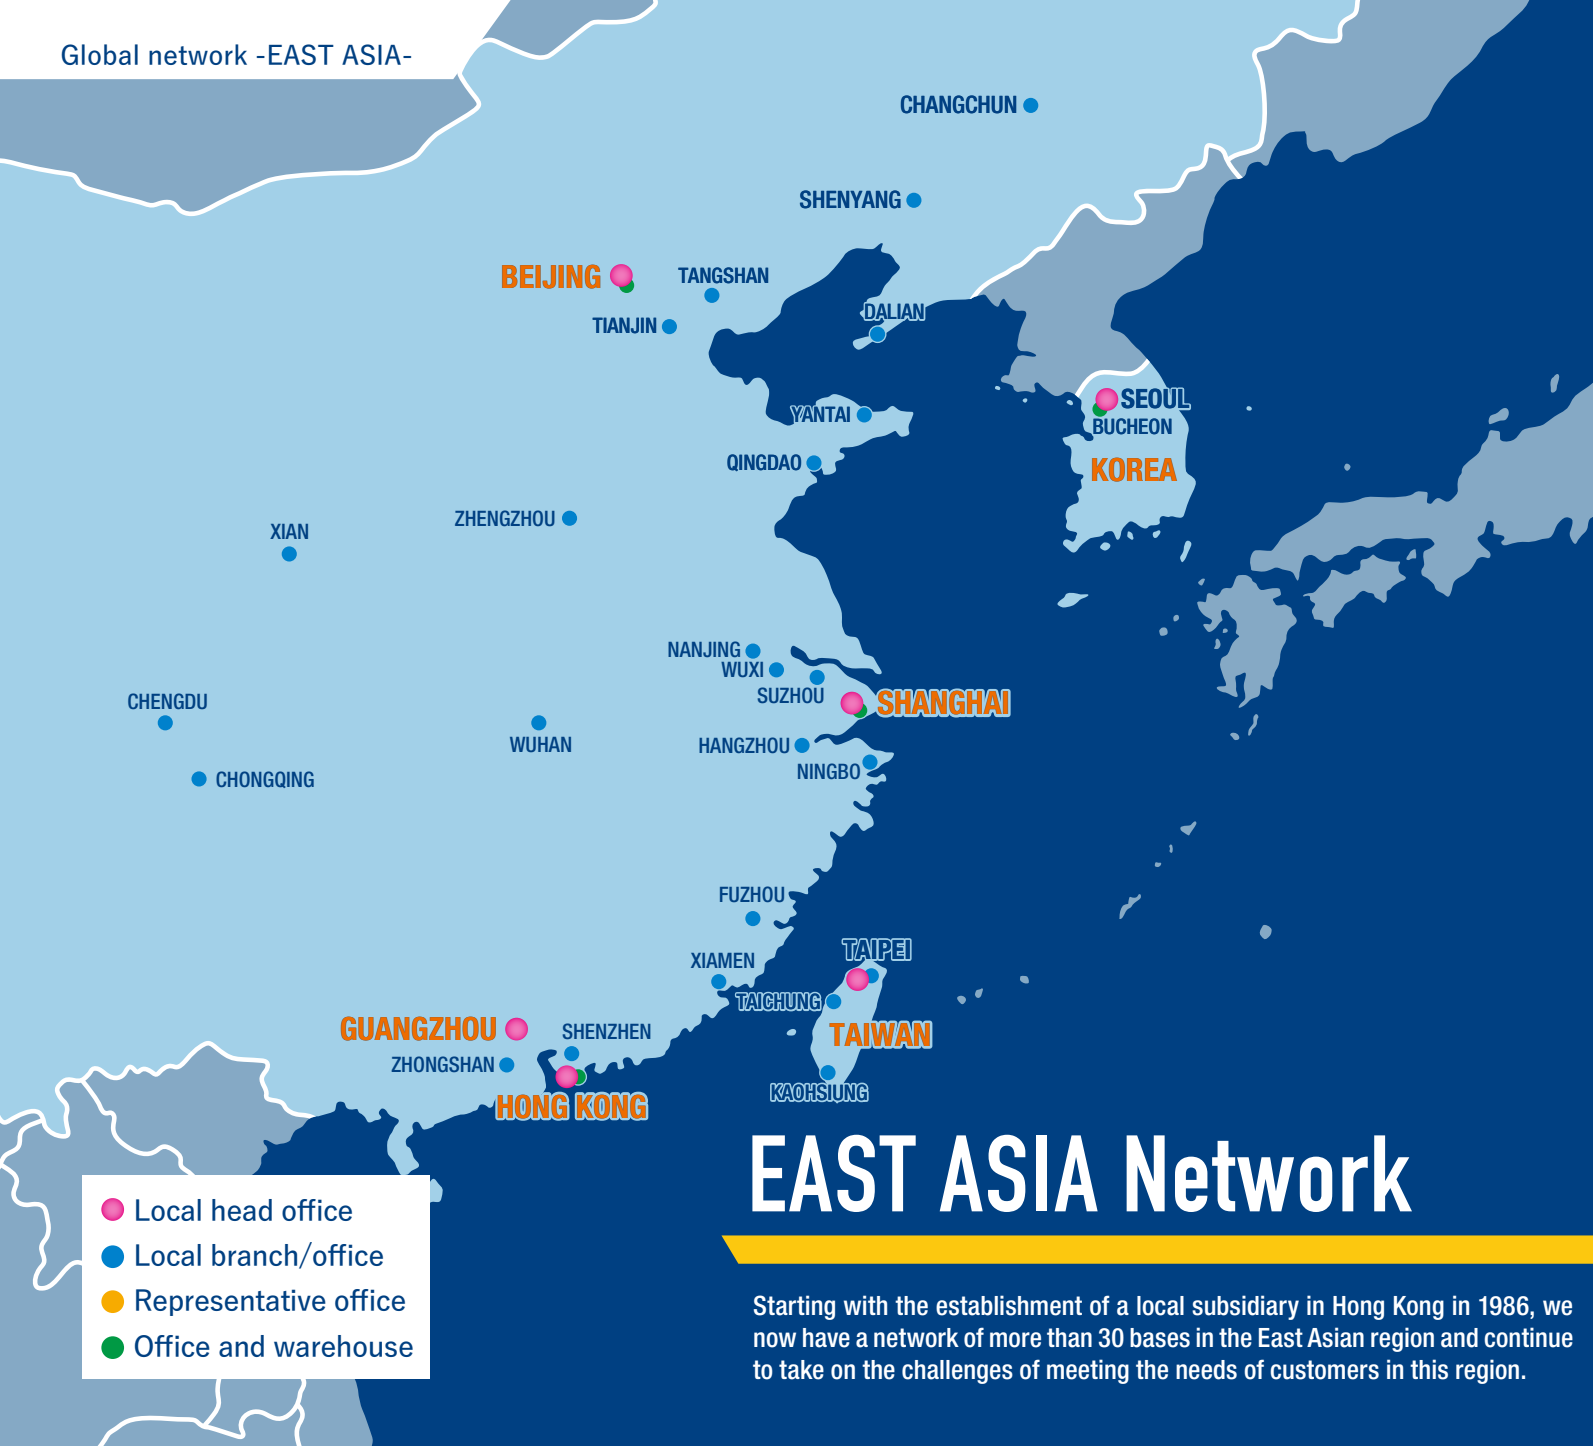 Global network -EAST ASIA-
CHANGCHUN
SHENYANG
BEIJING
TANGSHAN
TIANJIN
DALIAN
YANTAI
SEOUL
BUCHEON
QINGDAO
KOREA
ZHENGZHOU
XIAN
NANJING
WUXI
SUZHOU
SHANGHAI
CHENGDU
WUHAN
HANGZHOU
NINGBO
CHONGQING
FUZHOU
TAIPEI
XIAMEN
TAICHUNG
GUANGZHOU
SHENZHEN
TAIWAN
ZHONGSHAN
KAOHSIUNG
HONG KONG
EAST ASIA Network
Local head office
Local branch/office
Representative office
Office and warehouse
Starting with the establishment of a local subsidiary in Hong Kong in 1986, we
now have a network of more than 30 bases in the East Asian region and continue
to take on the challenges of meeting the needs of customers in this region.